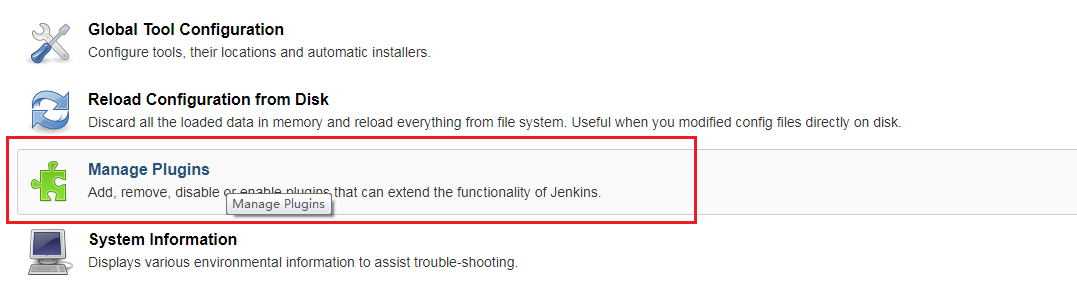 Global Tool Configuration
Configure tools, their locations and automatic installers.
Reload Configuration from Disk
Discard all the loaded data in memory and reload everything from file system. Useful when you modified config files directly on disk.
Manage Plugins
Add, remove, disable or enable plugins that can extend the functionality of Jenkins.
Manage Plugins
System Information
Displays various environmental information to assist trouble-shooting.